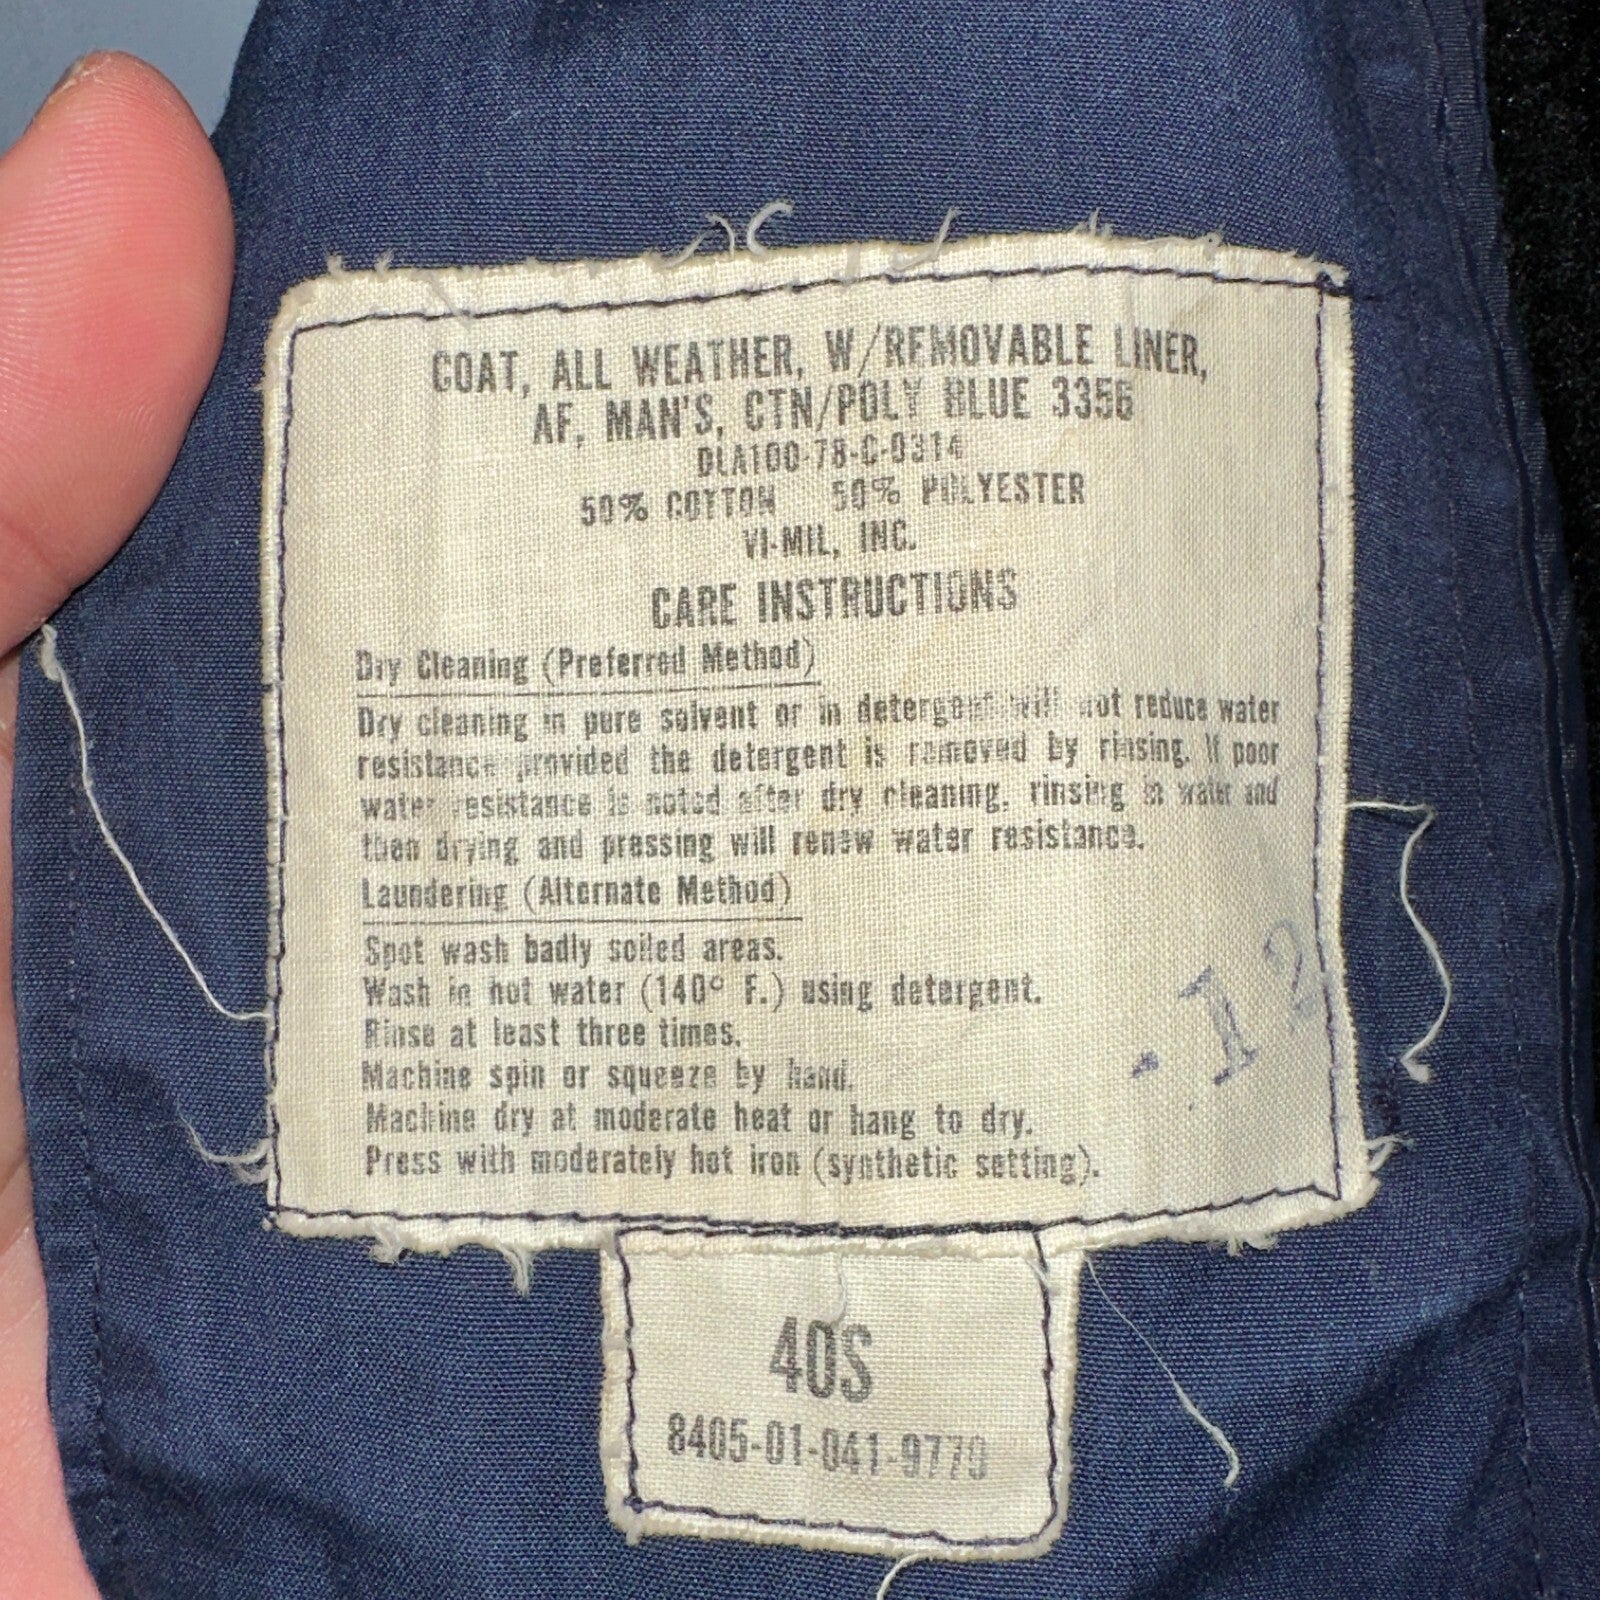 COAT, ALL WEATHER, W/REMOVABLE LINER,
AF, MAN'S, CTN/POLY BLUE 3356
DLA100-78-C-0314
50% COTTON 50% POLYESTER
VI-MIL, INC.
CARE INSTRUCTIONS
Dry Cleaning (Preferred Method)
Dry cleaning in pure solvent or in detergent will not reduce water
resistance provided the detergent is removed by rinsing. If poor
water resistance is noted after dry cleaning, rinsing in water and
then drying and pressing will renew water resistance.
Laundering (Alternate Method)
Spot wash badly soiled areas.
Wash in hot water (140° F.) using detergent.
Rinse at least three times.
Machine spin or squeeze by hand.
Machine dry at moderate heat or hang to dry.
Press with moderately hot iron (synthetic setting).
12
40S
8405-01-041-9779